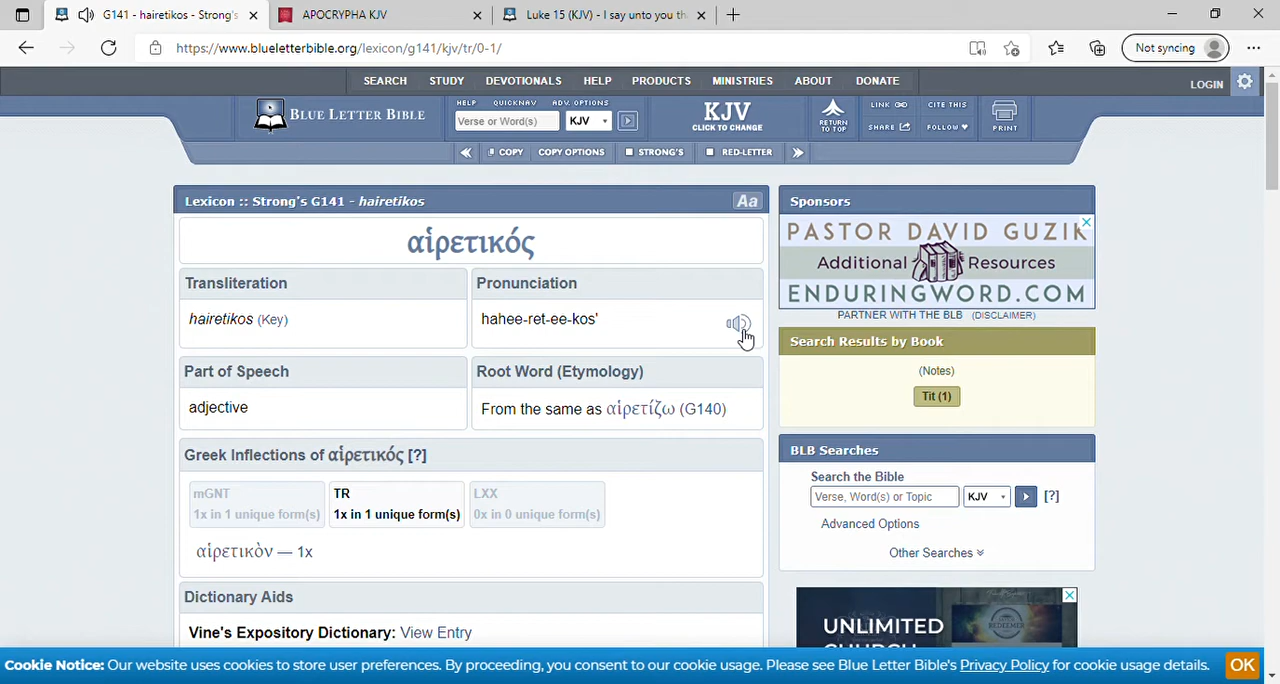 G141 - hairetikos - Strong's
APOCRYPHA KJV
Luke 15 (KJV) - I say unto you th
https://www.blueletterbible.org/lexicon/g141/kjv/tr/0-1/
Not syncing
SEARCH STUDY DEVOTIONALS HELP PRODUCTS MINISTRIES ABOUT DONATE
LOGIN
BLUE LETTER BIBLE
HELP QUICKNAV ADV. OPTIONS
Verse or Word(s)
KJV
KJV
CLICK TO CHANGE
RETURN
TO TOP
LINK
CITE THIS
SHARE
FOLLOW
PRINT
COPY COPY OPTIONS STRONG'S RED-LETTER
Lexicon :: Strong's G141 - hairetikos
Aa
αἱρετικός
Transliteration
hairetikos (Key)
Pronunciation
hahee-ret-ee-kos'
Part of Speech
adjective
Root Word (Etymology)
From the same as αἱρετίζω (G140)
Greek Inflections of αἱρετικός [?]
mGNT
1x in 1 unique form(s)
TR
1x in 1 unique form(s)
LXX
0x in 0 unique form(s)
αἱρετικὸν — 1x
Dictionary Aids
Vine's Expository Dictionary: View Entry
Sponsors
PASTOR DAVID GUZIK
Additional Resources
ENDURINGWORD.COM
PARTNER WITH THE BLB (DISCLAIMER)
Search Results by Book
(Notes)
Tit (1)
BLB Searches
Search the Bible
Verse, Word(s) or Topic
KJV
[?]
Advanced Options
Other Searches
UNLIMITED
CHURCH
Cookie Notice: Our website uses cookies to store user preferences. By proceeding, you consent to our cookie usage. Please see Blue Letter Bible's Privacy Policy for cookie usage details.
OK